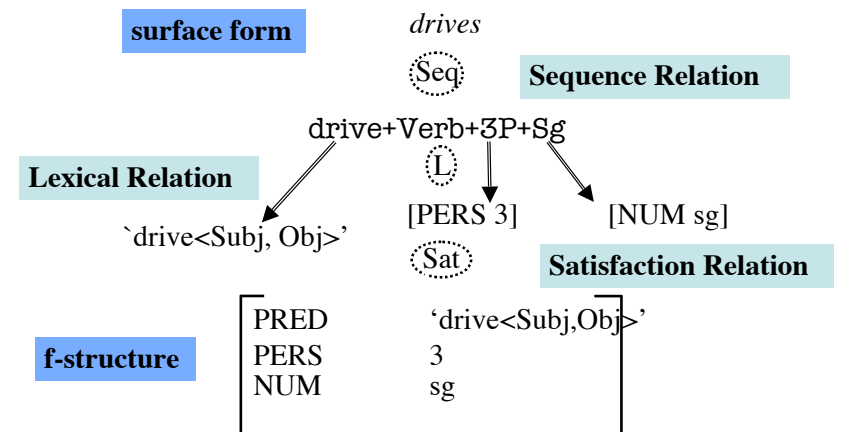 surface form
drives
Seq
Sequence Relation
drive+Verb+3P+Sg
L
Lexical Relation
[PERS 3]
[NUM sg]
`drive<Subj, Obj>’
Sat
Satisfaction Relation
PRED ‘drive<Subj,Obj>’
f-structure
PERS 3
NUM sg